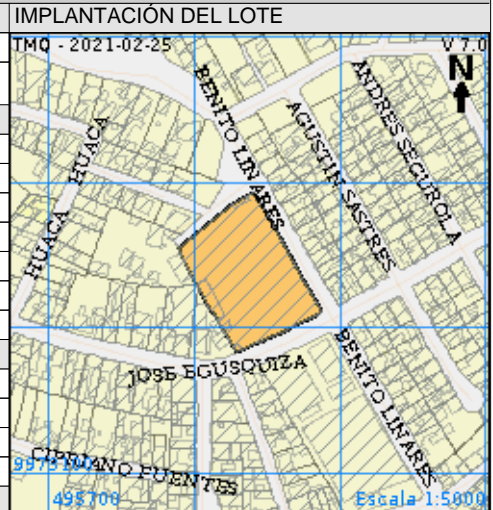 IMPLANTACIÓN DEL LOTE
TMQ - 2021-02-25
V 7.0
N
BENITO LINARES
ANDRES SEGUROLA
AGUSTIN SASTRES
HUACA
HUACA
JOSE EGUSQUIZA
BENITO LINARES
CIPRIANO FUENTES
495700
Escala 1:5000